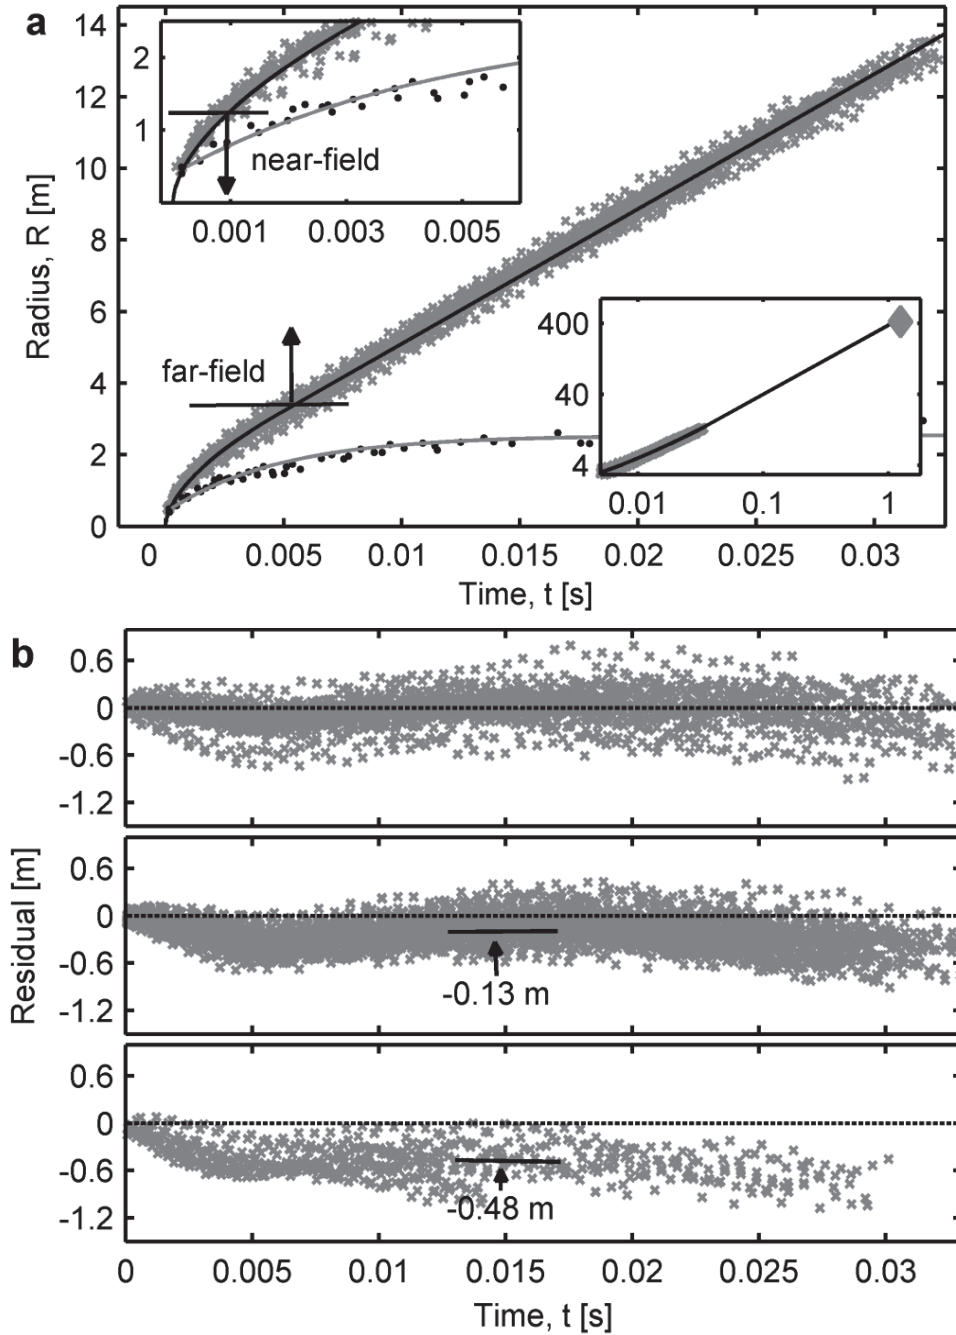 a
14
12
10
8
6
4
2
0
Radius, R [m]
2
1
near-field
0.001 0.003 0.005
far-field
400
40
4
0.01 0.1 1
0 0.005 0.01 0.015 0.02 0.025 0.03
Time, t [s]
b
0.6
0
-0.6
-1.2
Residual [m]
0.6
0
-0.6
-1.2
-0.13 m
0.6
0
-0.6
-1.2
-0.48 m
0 0.005 0.01 0.015 0.02 0.025 0.03
Time, t [s]